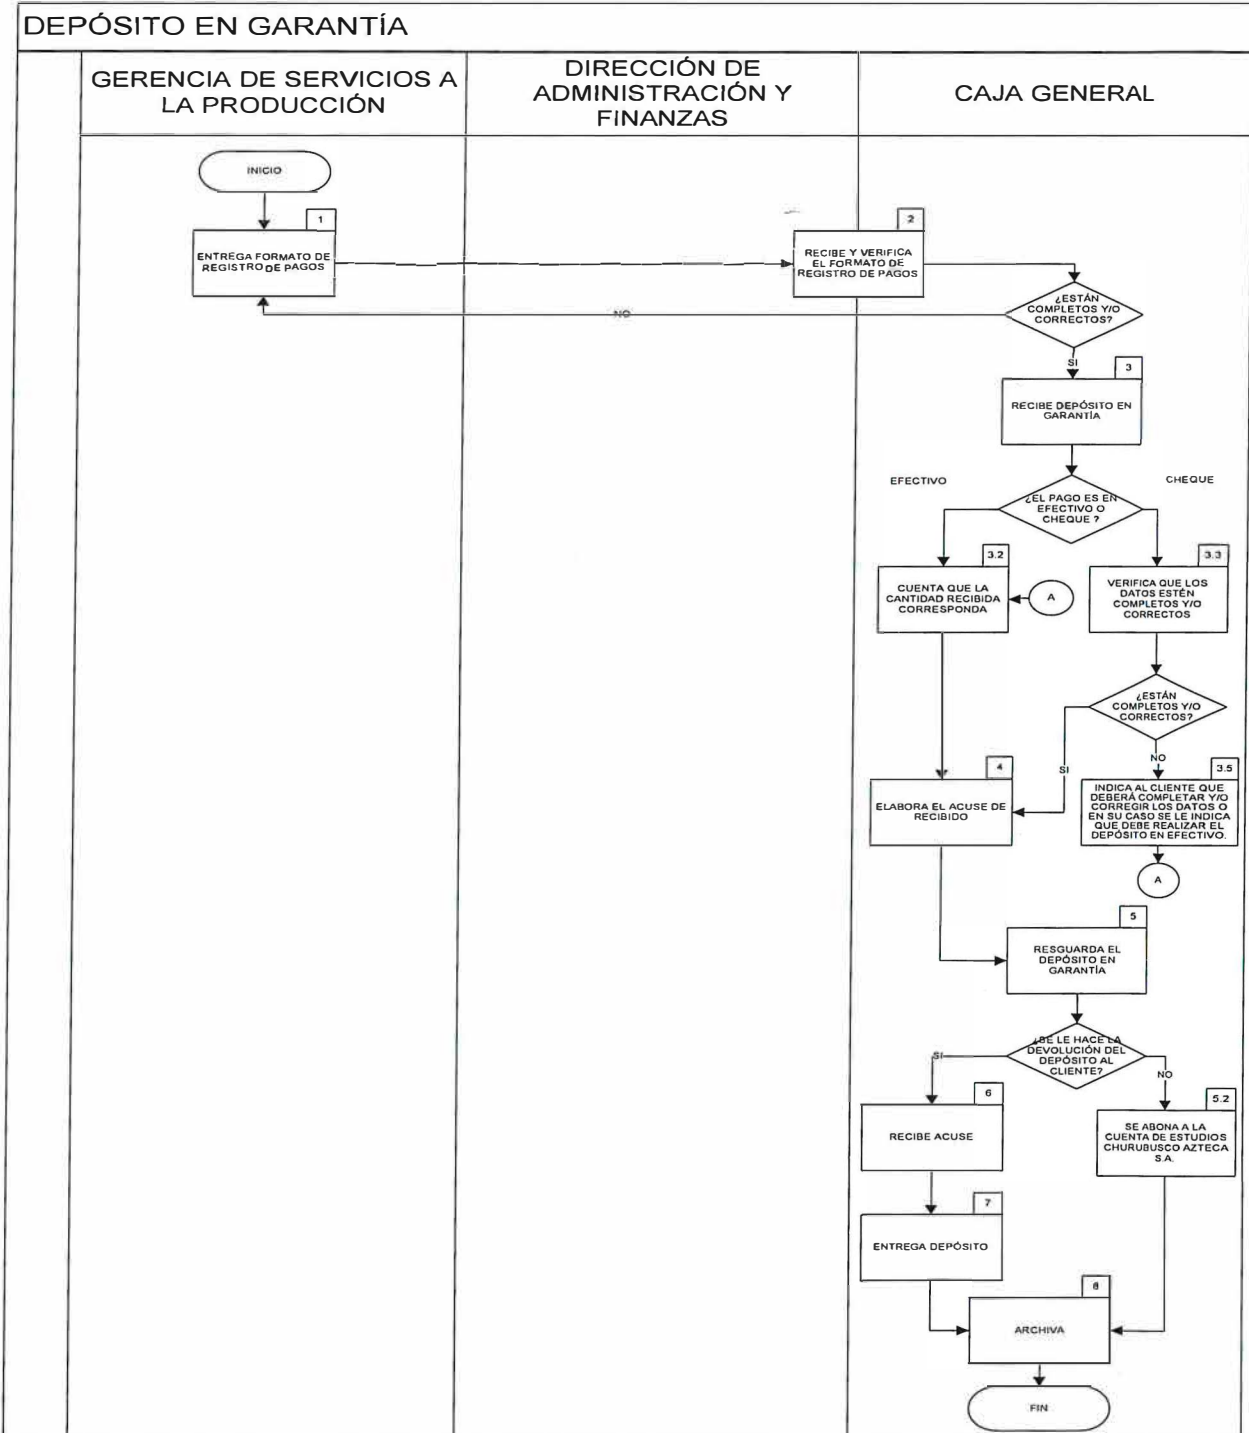 DEPÓSITO EN GARANTÍA
GERENCIA DE SERVICIOS A
LA PRODUCCIÓN
DIRECCIÓN DE
ADMINISTRACIÓN Y
FINANZAS
CAJA GENERAL
INICIO
1
ENTREGA FORMATO DE
REGISTRO DE PAGOS
2
RECIBE Y VERIFICA
EL FORMATO DE
REGISTRO DE PAGOS
¿ESTÁN
COMPLETOS Y/O
CORRECTOS?
NO
SI
3
RECIBE DEPÓSITO EN
GARANTÍA
EFECTIVO
CHEQUE
¿EL PAGO ES EN
EFECTIVO O
CHEQUE ?
3.2
CUENTA QUE LA
CANTIDAD RECIBIDA
CORRESPONDA
A
3.3
VERIFICA QUE LOS
DATOS ESTÉN
COMPLETOS Y/O
CORRECTOS
¿ESTÁN
COMPLETOS Y/O
CORRECTOS?
SI
NO
4
ELABORA EL ACUSE DE
RECIBIDO
3.5
INDICA AL CLIENTE QUE
DEBERÁ COMPLETAR Y/O
CORREGIR LOS DATOS O
EN SU CASO SE LE INDICA
QUE DEBE REALIZAR EL
DEPÓSITO EN EFECTIVO.
A
5
RESGUARDA EL
DEPÓSITO EN
GARANTÍA
¿SE LE HACE LA
DEVOLUCIÓN DEL
DEPÓSITO AL
CLIENTE?
SI
NO
6
RECIBE ACUSE
5.2
SE ABONA A LA
CUENTA DE ESTUDIOS
CHURUBUSCO AZTECA
S.A.
7
ENTREGA DEPÓSITO
8
ARCHIVA
FIN